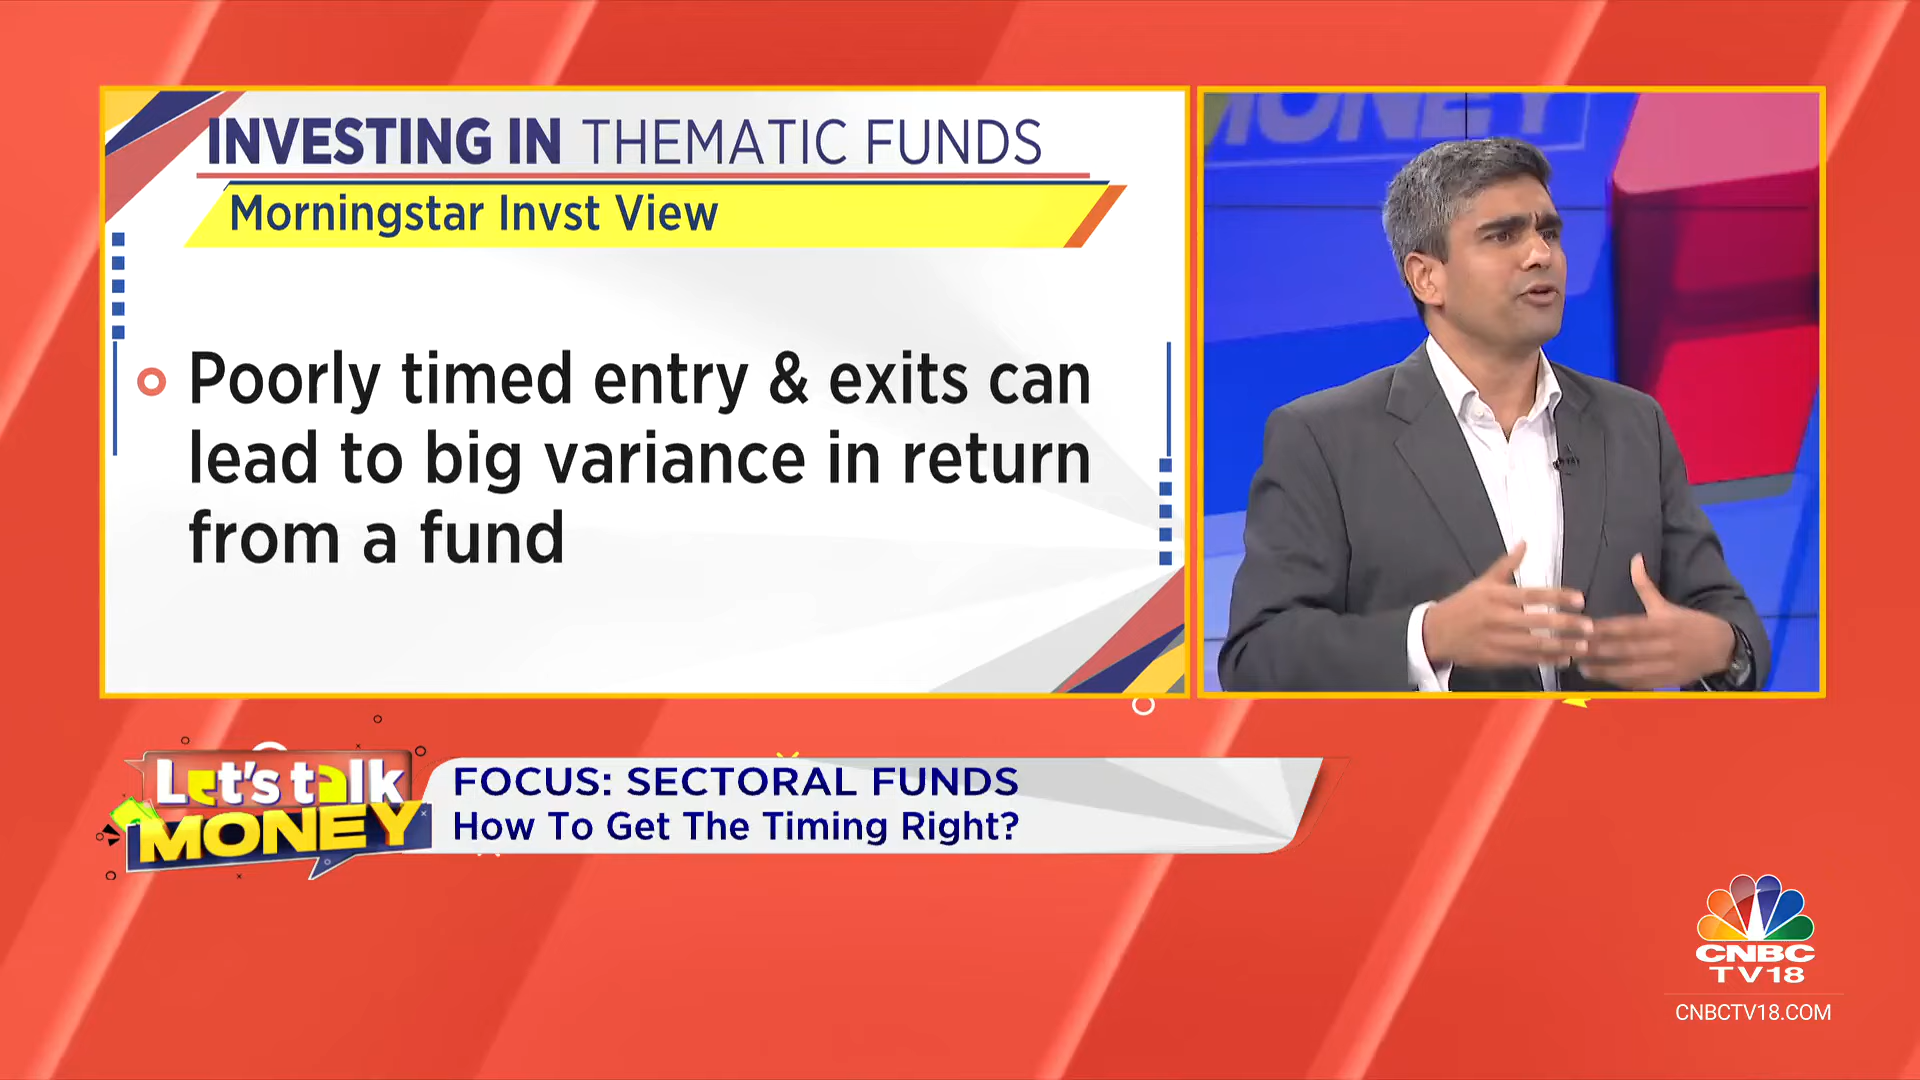 INVESTING IN THEMATIC FUNDS
Morningstar Invst View
Poorly timed entry & exits can
lead to big variance in return
from a fund
MONEY
Let's talk
MONEY
FOCUS: SECTORAL FUNDS
How To Get The Timing Right?
CNBC
TV18
CNBCTV18.COM